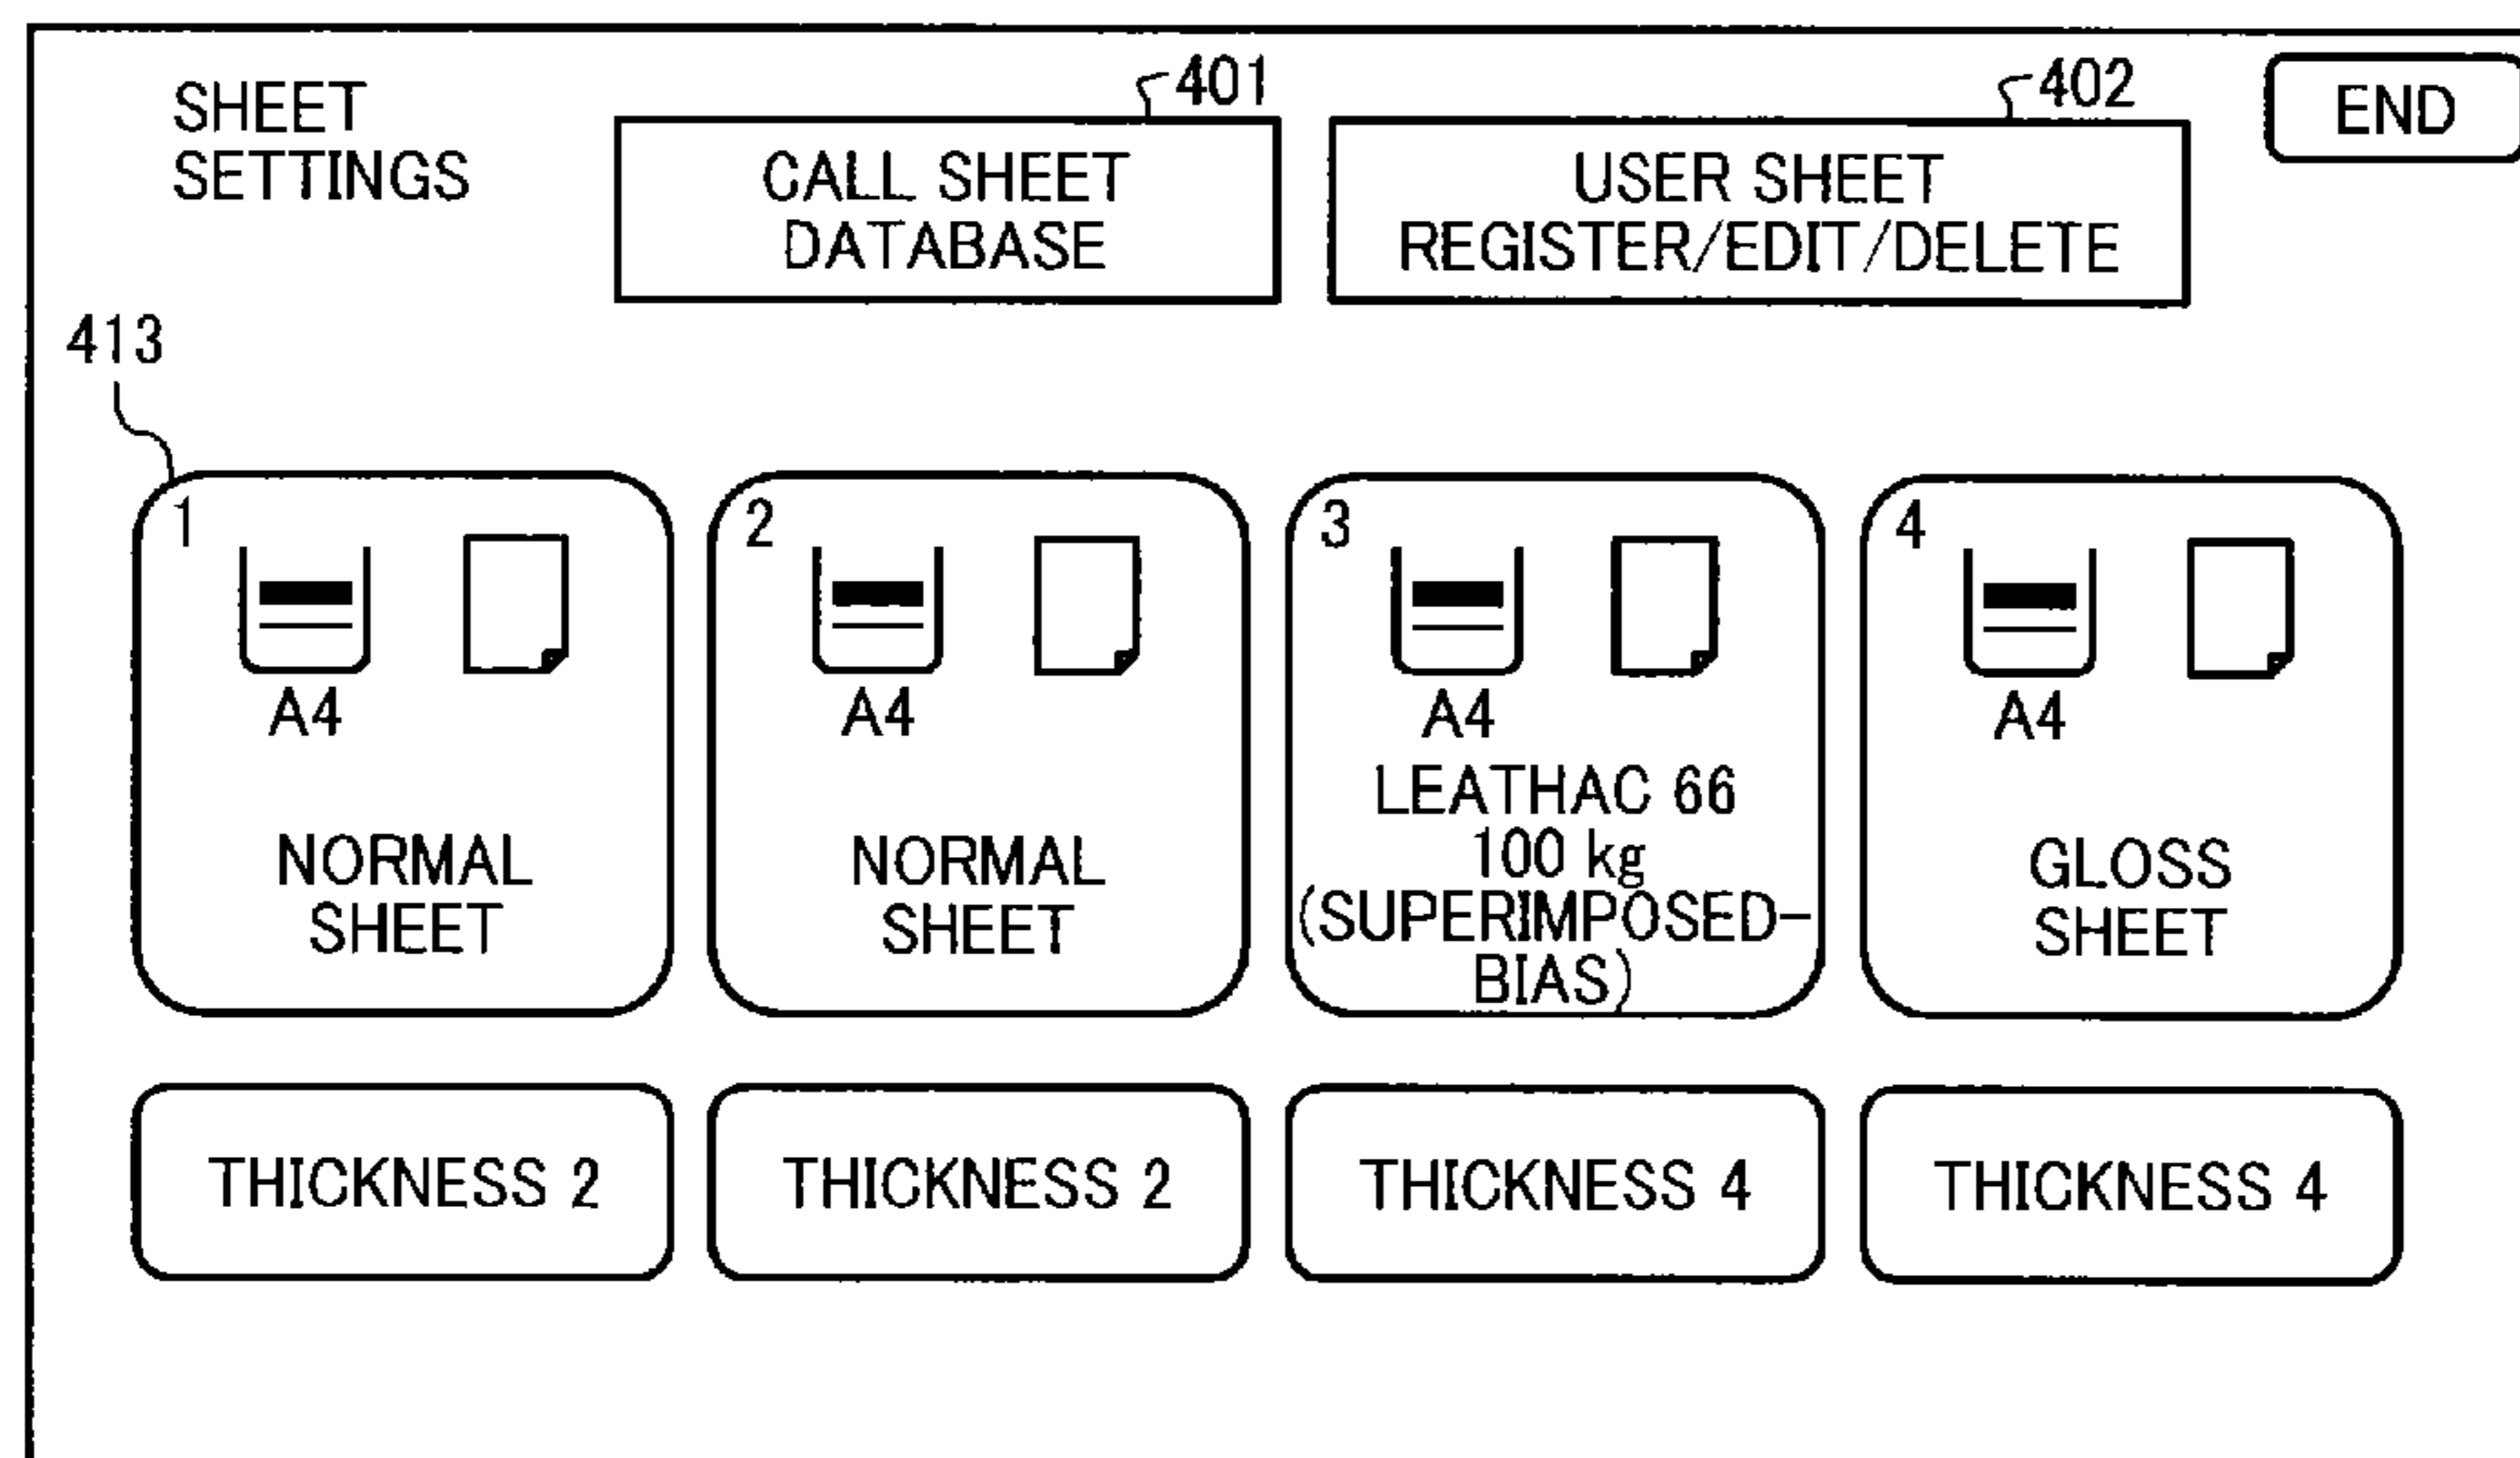 SHEET
SETTINGS
401
CALL SHEET
DATABASE
402
USER SHEET
REGISTER/EDIT/DELETE
END
413
1
A4
NORMAL
SHEET
2
A4
NORMAL
SHEET
3
A4
LEATHAC 66
100 kg
(SUPERIMPOSED-
BIAS)
4
A4
GLOSS
SHEET
THICKNESS 2
THICKNESS 2
THICKNESS 4
THICKNESS 4